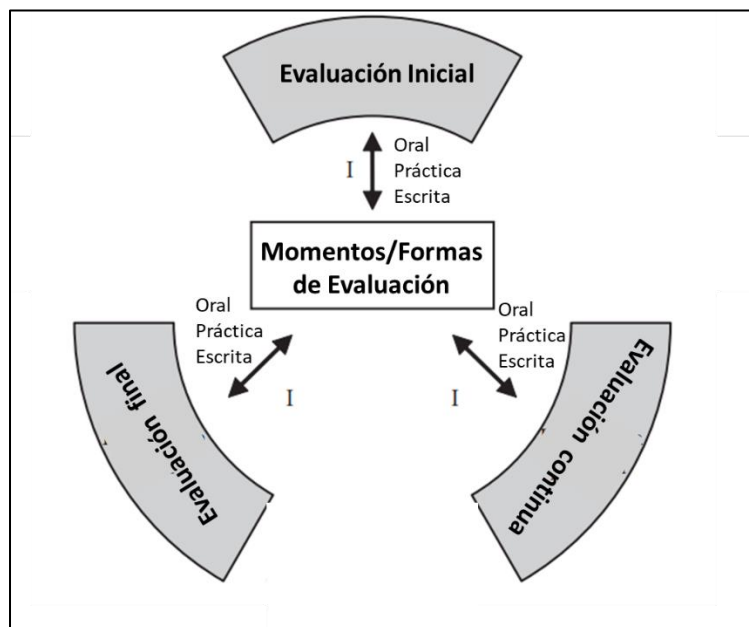 Evaluación Inicial
I
Oral
Práctica
Escrita
Momentos/Formas
de Evaluación
Oral
Práctica
Escrita
I
Oral
Práctica
Escrita
I
Evaluación final
Evaluación continua